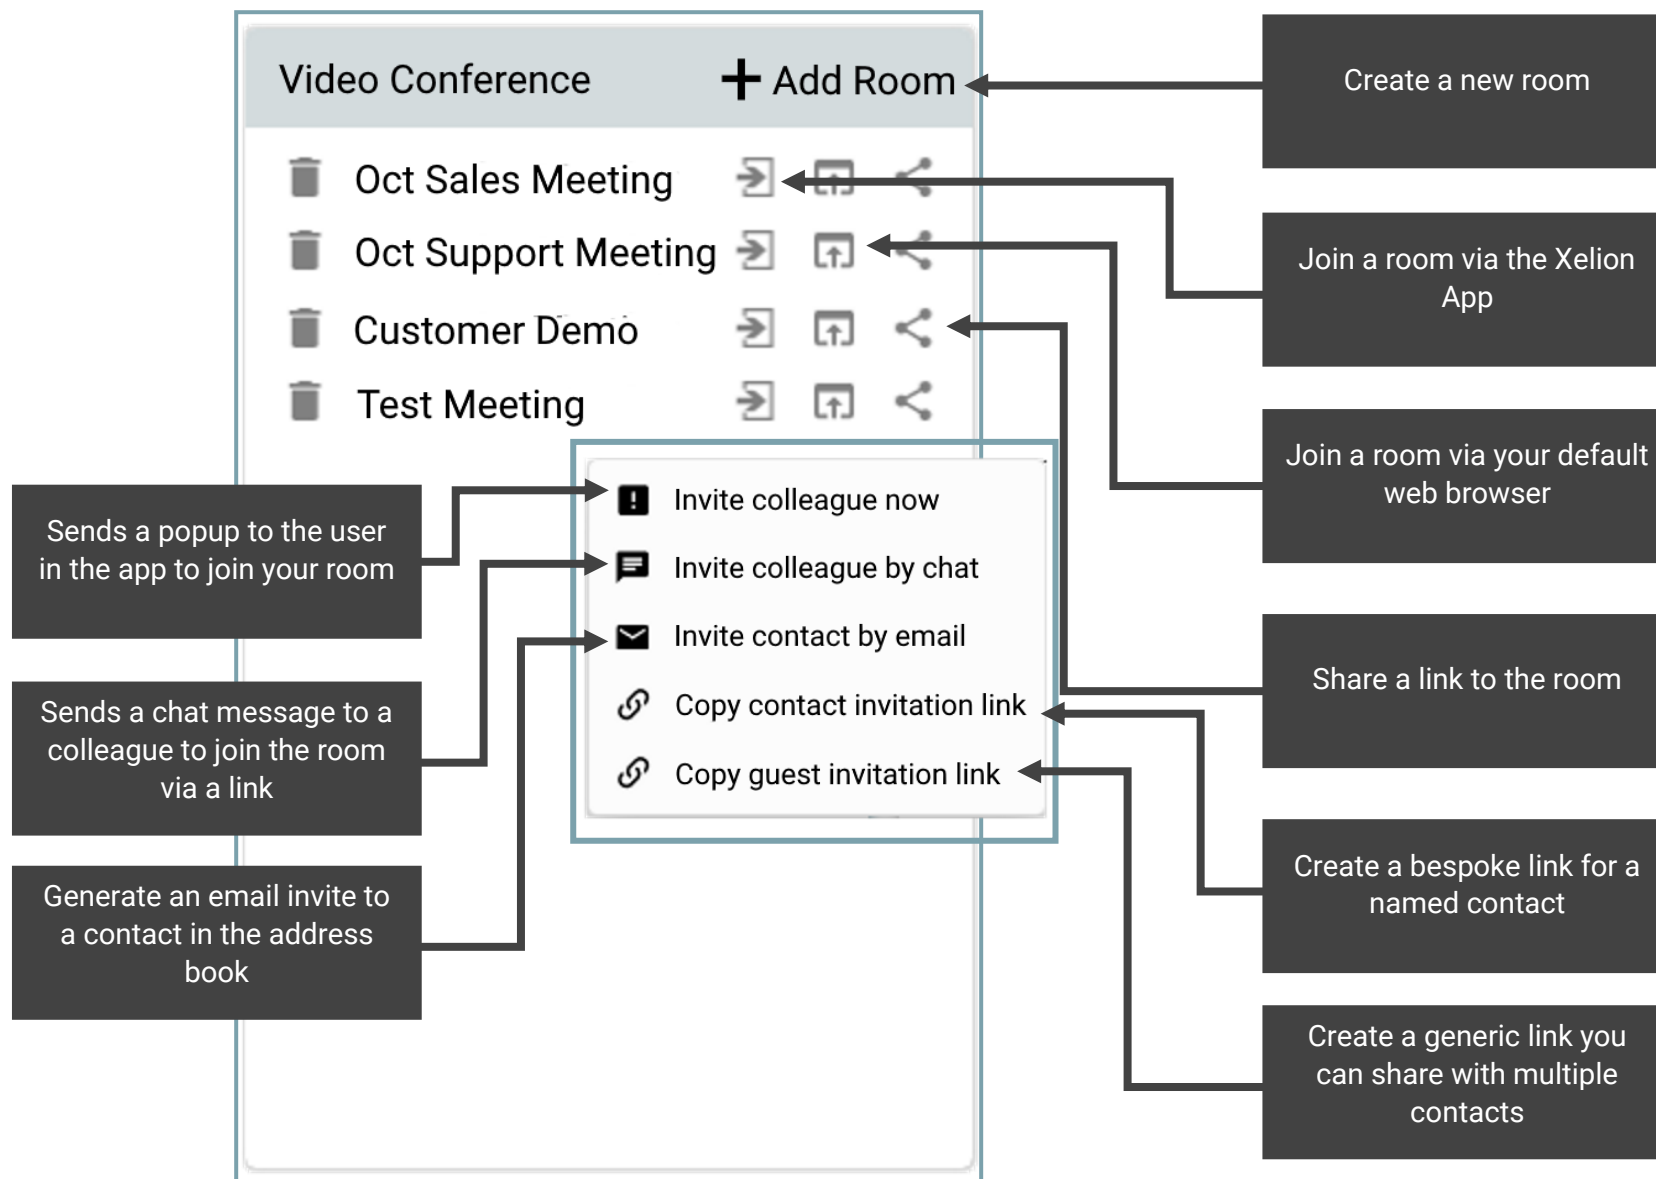 Video Conference
Add Room
Oct Sales Meeting
Oct Support Meeting
Customer Demo
Test Meeting
Invite colleague now
Invite colleague by chat
Invite contact by email
Copy contact invitation link
Copy guest invitation link
Sends a popup to the user
in the app to join your room
Sends a chat message to a
colleague to join the room
via a link
Generate an email invite to
a contact in the address
book
Create a new room
Join a room via the Xelion
App
Join a room via your default
web browser
Share a link to the room
Create a bespoke link for a
named contact
Create a generic link you
can share with multiple
contacts